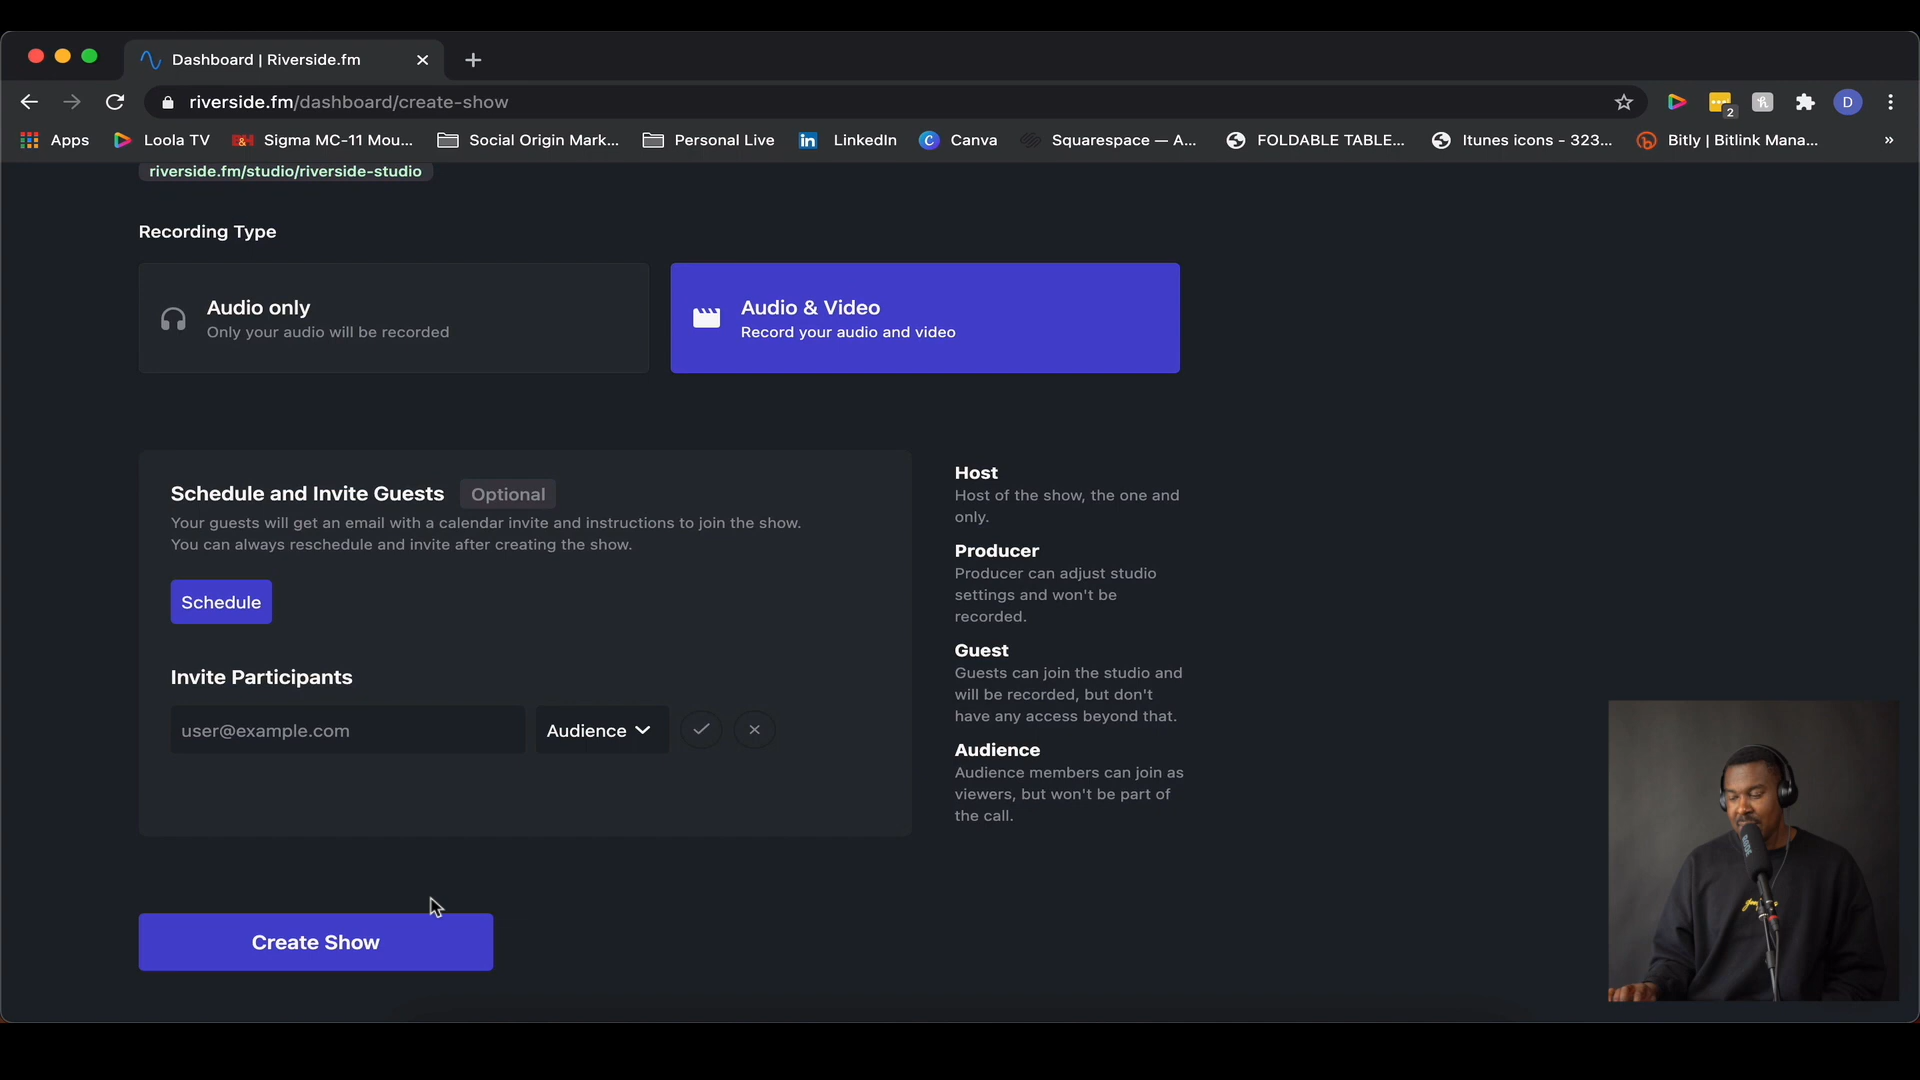 Dashboard | Riverside.fm
riverside.fm/dashboard/create-show
2
D
Apps
Loola TV
Sigma MC-11 Mou...
Social Origin Mark...
Personal Live
LinkedIn
Canva
Squarespace — A...
FOLDABLE TABLE...
Itunes icons - 323...
Bitly | Bitlink Mana...
»
riverside.fm/studio/riverside-studio
Recording Type
Audio only
Only your audio will be recorded
Audio & Video
Record your audio and video
Schedule and Invite Guests
Optional
Your guests will get an email with a calendar invite and instructions to join the show.
You can always reschedule and invite after creating the show.
Schedule
Invite Participants
user@example.com
Audience
Host
Host of the show, the one and
only.
Producer
Producer can adjust studio
settings and won't be
recorded.
Guest
Guests can join the studio and
will be recorded, but don't
have any access beyond that.
Audience
Audience members can join as
viewers, but won't be part of
the call.
Create Show